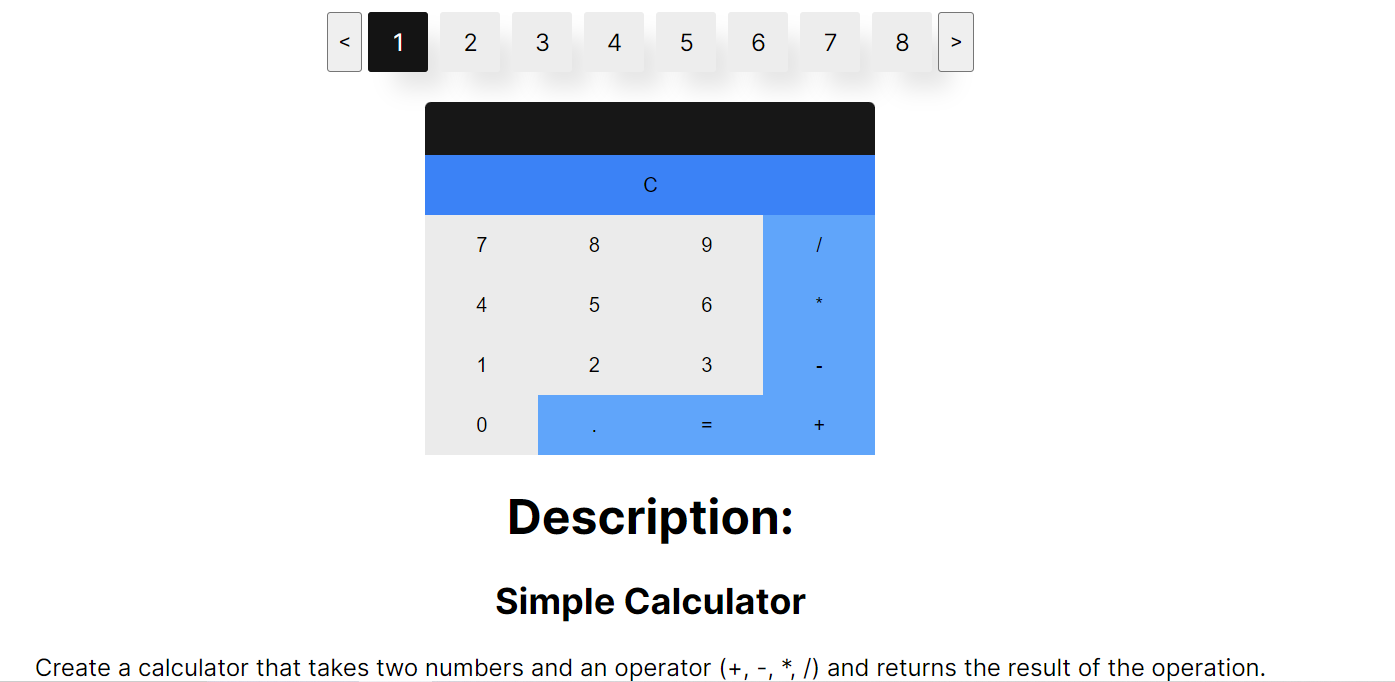 < 1 2 3 4 5 6 7 8 >
C
7 8 9 /
4 5 6 *
1 2 3 -
0 . = +
Description:
Simple Calculator
Create a calculator that takes two numbers and an operator (+, -, *, /) and returns the result of the operation.